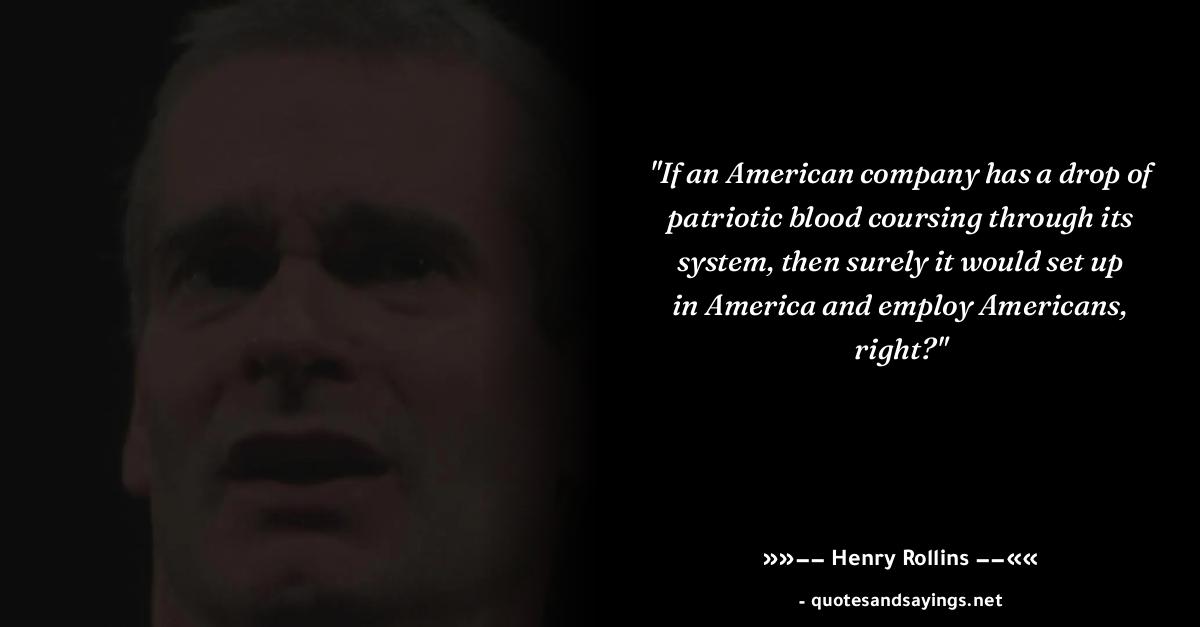 "If an American company has a drop of
patriotic blood coursing through its
system, then surely it would set up
in America and employ Americans,
right?"
»»−− Henry Rollins −−««
- quotesandsayings.net